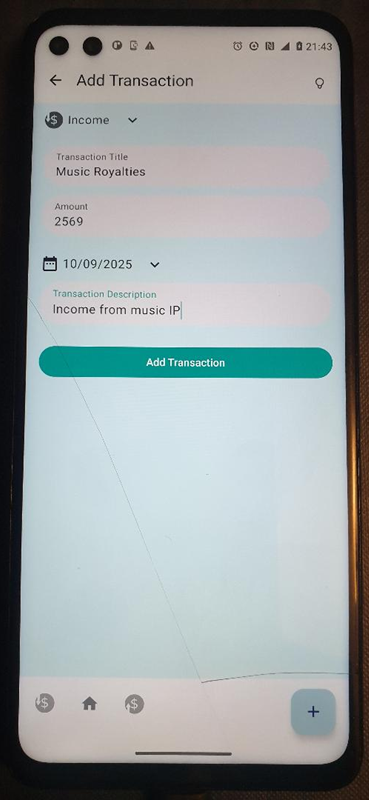 21:43
Add Transaction
Income
Transaction Title
Music Royalties
Amount
2569
10/09/2025
Transaction Description
Income from music IP
Add Transaction